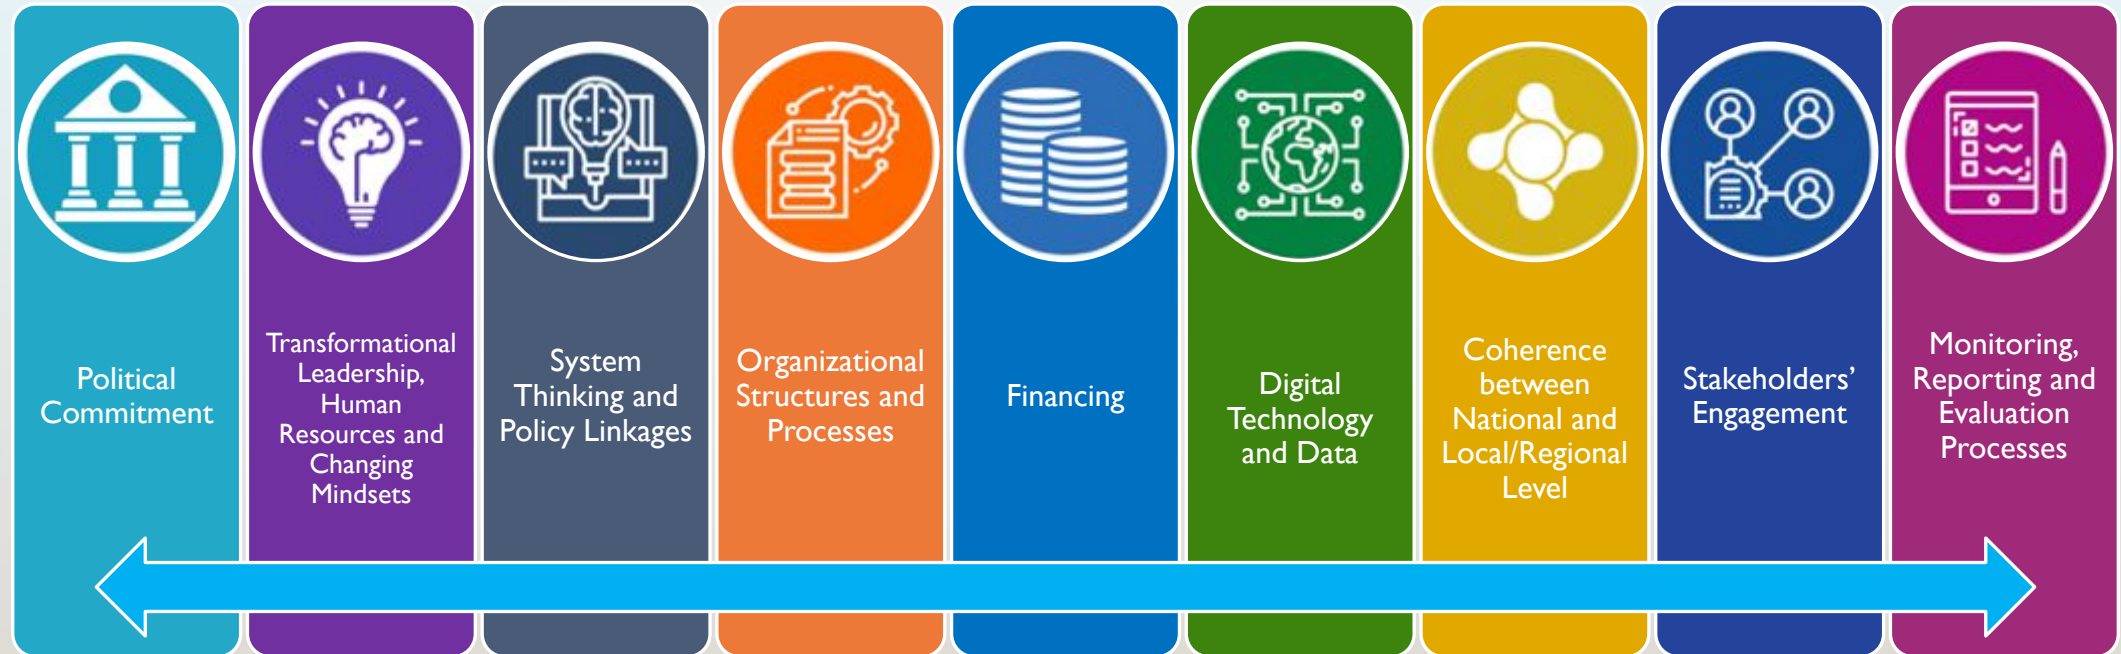 Political
Commitment
Transformational
Leadership,
Human
Resources and
Changing
Mindsets
System
Thinking and
Policy Linkages
Organizational
Structures and
Processes
Financing
Digital
Technology
and Data
Coherence
between
National and
Local/Regional
Level
Stakeholders’
Engagement
Monitoring,
Reporting and
Evaluation
Processes